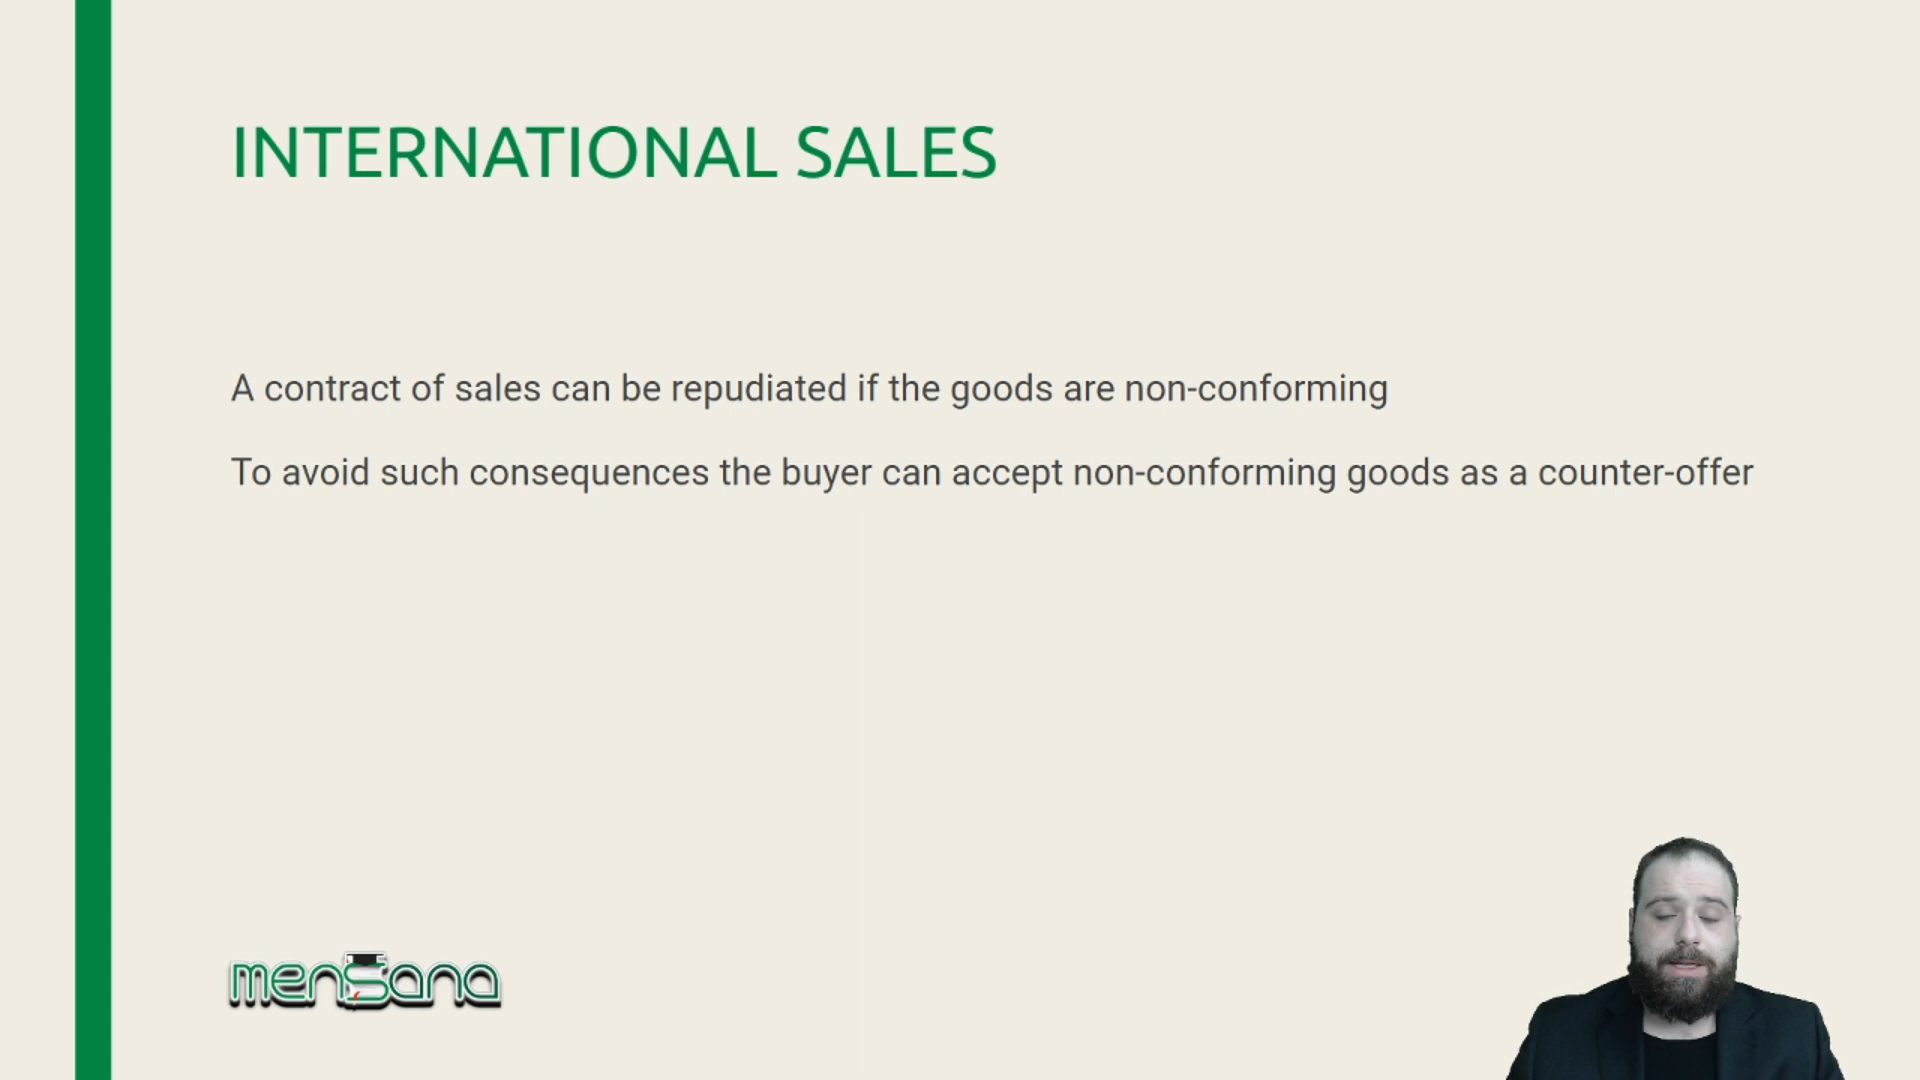 INTERNATIONAL SALES
A contract of sales can be repudiated if the goods are non-conforming
To avoid such consequences the buyer can accept non-conforming goods as a counter-offer
menSana